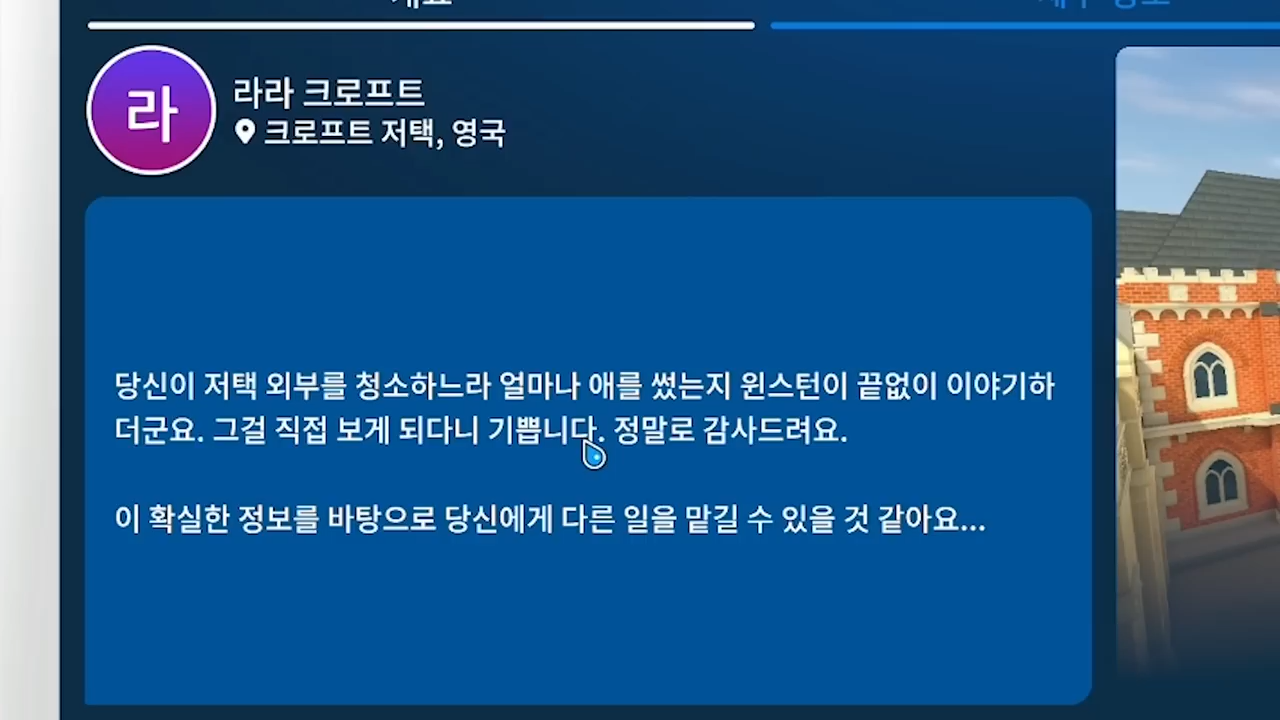 라
라라 크로프트
크로프트 저택, 영국
당신이 저택 외부를 청소하느라 얼마나 애를 썼는지 윈스턴이 끝없이 이야기하
더군요. 그걸 직접 보게 되다니 기쁩니다. 정말로 감사드려요.
이 확실한 정보를 바탕으로 당신에게 다른 일을 맡길 수 있을 것 같아요...